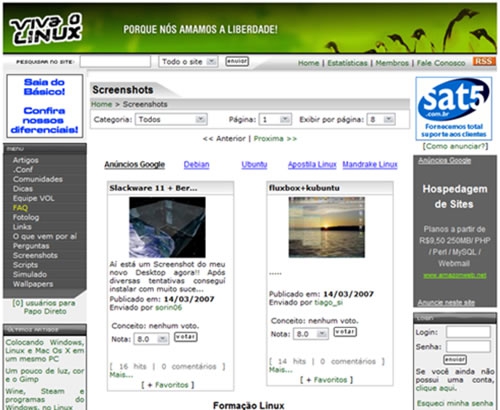 VIVA O
LINUX
PORQUE NÓS AMAMOS A LIBERDADE!
PESQUISAR NO SITE:
Todo o site
enviar
Home | Estatísticas | Membros | Fale Conosco
RSS
Saia do
Básico!
Confira
nossos
diferenciais!
MENU
Artigos
.Conf
Comunidades
Dicas
Equipe VOL
FAQ
Fotolog
Links
O que vem por aí
Perguntas
Screenshots
Scripts
Simulado
Wallpapers
[0] usuários para
Papo Direto
ÚLTIMOS ARTIGOS
Colocando Windows,
Linux e Mac Os X em
um mesmo PC
Um pouco de luz, cor
e o Gimp
Wine, Steam e
programas do
Windows, no Linux
Screenshots
Home > Screenshots
Categoria: Todos
Página: 1
Exibir por página: 8
<< Anterior | Proxima >>
Anúncios Google
Debian
Ubuntu
Apostila Linux
Mandrake Linux
Slackware 11 + Ber...
Aí está um Screenshot do meu
novo Desktop agora!! Após
diversas tentativas conseguí
instalar com muito suce...
Publicado em: 14/03/2007
Enviado por sorin06
Conceito: nenhum voto.
Nota: 8.0
votar
[ 16 hits | 0 comentários ]
Mais...
[ + Favoritos ]
fluxbox+kubuntu
.....
Publicado em: 14/03/2007
Enviado por tiago_si
Conceito: nenhum voto.
Nota: 8.0
votar
[ 14 hits | 0 comentários ]
Mais...
[ + Favoritos ]
Formação Linux
sat5
.com.br
Fornecemos total
suporte aos clientes
[Como anunciar?]
Anúncios Google
Hospedagem
de Sites
Planos a partir de
R$9,50 250MB/ PHP
/ Perl / MySQL /
Webmail
www.amazonweb.net
Anuncie neste site
LOGIN
Login:
Senha:
enviar
Se você ainda
não possui uma
conta, clique aqui.
Esqueci minha
senha